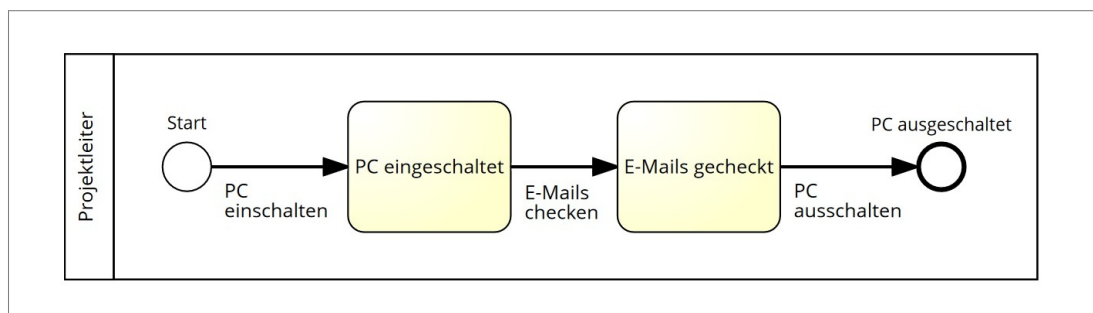 Projektleiter
Start
PC
einschalten
PC eingeschaltet
E-Mails
checken
E-Mails gecheckt
PC
ausschalten
PC ausgeschaltet